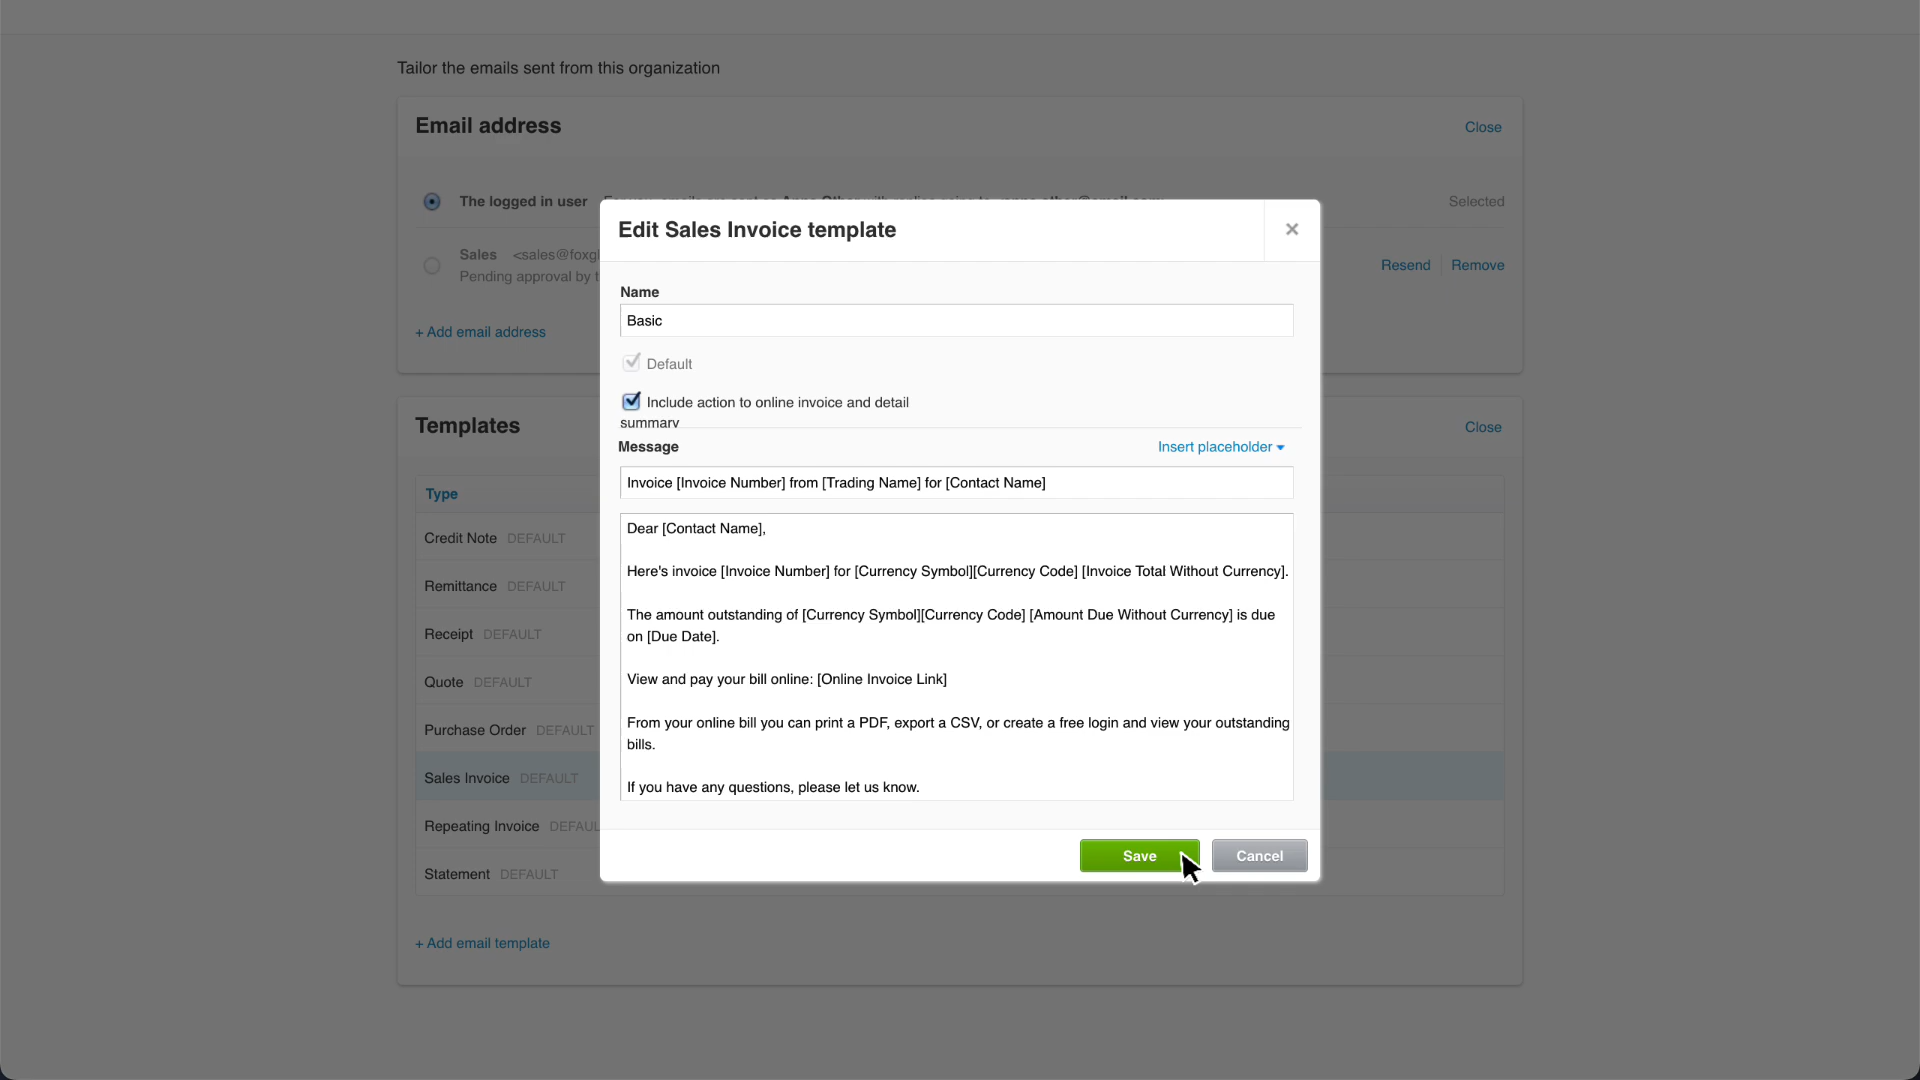 Tailor the emails sent from this organization
Email address
Close
The logged in user
Selected
Sales <sales@foxgl
Pending approval by t
Resend
Remove
+ Add email address
Edit Sales Invoice template
×
Name
Basic
Default
Include action to online invoice and detail
summary
Message
Insert placeholder
Invoice [Invoice Number] from [Trading Name] for [Contact Name]
Dear [Contact Name],
Here's invoice [Invoice Number] for [Currency Symbol][Currency Code] [Invoice Total Without Currency].
The amount outstanding of [Currency Symbol][Currency Code] [Amount Due Without Currency] is due
on [Due Date].
View and pay your bill online: [Online Invoice Link]
From your online bill you can print a PDF, export a CSV, or create a free login and view your outstanding
bills.
If you have any questions, please let us know.
Save
Cancel
Templates
Close
Type
Credit Note DEFAULT
Remittance DEFAULT
Receipt DEFAULT
Quote DEFAULT
Purchase Order DEFAULT
Sales Invoice DEFAULT
Repeating Invoice DEFAUL
Statement DEFAULT
+ Add email template